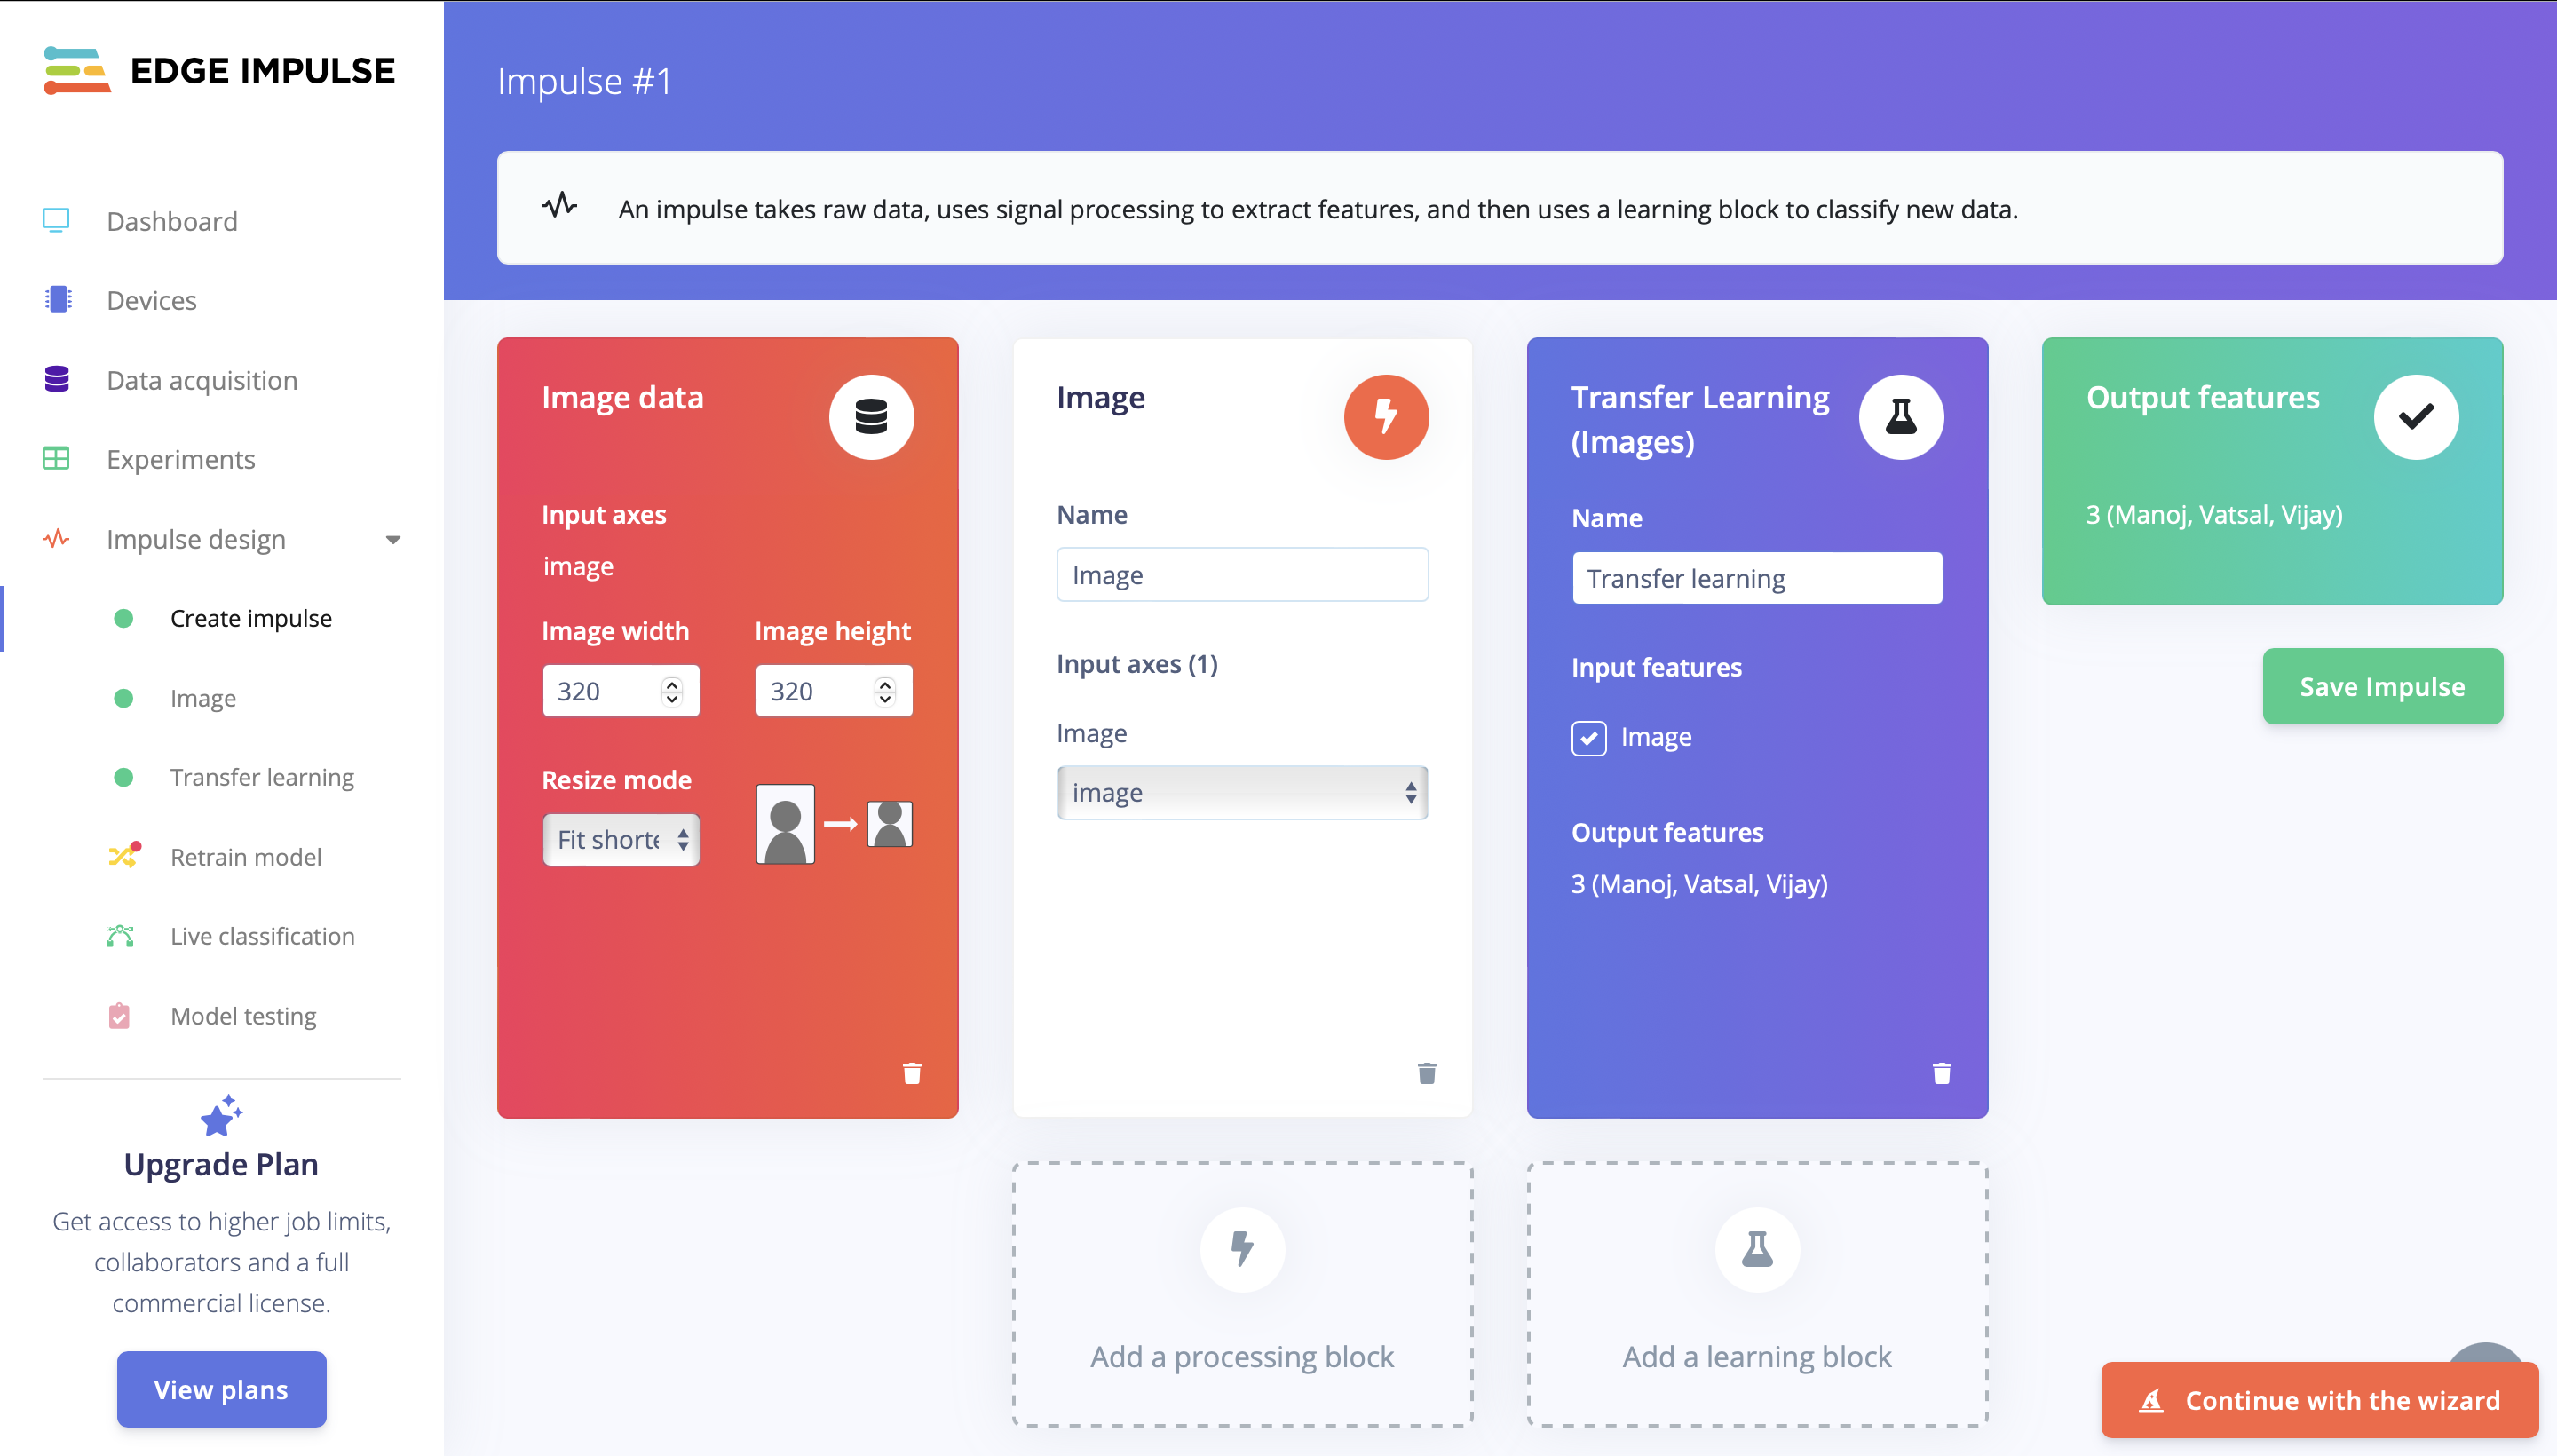 EDGE IMPULSE
Dashboard
Devices
Data acquisition
Experiments
Impulse design
Create impulse
Image
Transfer learning
Retrain model
Live classification
Model testing
Upgrade Plan
Get access to higher job limits,
collaborators and a full
commercial license.
View plans
Impulse #1
An impulse takes raw data, uses signal processing to extract features, and then uses a learning block to classify new data.
Image data
Input axes
image
Image width
Image height
320
320
Resize mode
Fit shorte
Image
Name
Image
Input axes (1)
Image
image
Add a processing block
Transfer Learning
(Images)
Name
Transfer learning
Input features
Image
Output features
3 (Manoj, Vatsal, Vijay)
Add a learning block
Output features
3 (Manoj, Vatsal, Vijay)
Save Impulse
Continue with the wizard